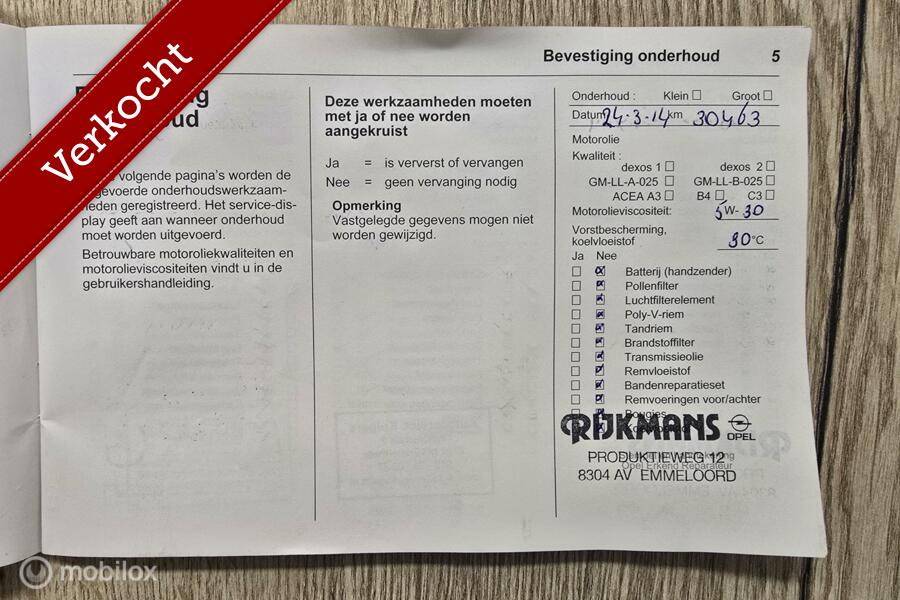 Verkocht
Bevestiging onderhoud 5
volgende pagina's worden de
gevoerde onderhoudswerkzaam-
heden geregistreerd. Het service-dis-
play geeft aan wanneer onderhoud
moet worden uitgevoerd.
Betrouwbare motoroliekwaliteiten en
motorolieviscositeiten vindt u in de
gebruikershandleiding.
Deze werkzaamheden moeten
met ja of nee worden
aangekruist
Ja = is ververst of vervangen
Nee = geen vervanging nodig
Opmerking
Vastgelegde gegevens mogen niet
worden gewijzigd.
Onderhoud : Klein Groot
Datum 24-3-14 km 30463
Motorolie
Kwaliteit :
dexos 1 dexos 2
GM-LL-A-025 GM-LL-B-025
ACEA A3 B4 C3
Motorolieviscositeit: 5 W- 30
Vorstbescherming,
koelvloeistof 30 °C
Ja Nee
Batterij (handzender)
Pollenfilter
Luchtfilterelement
Poly-V-riem
Tandriem
Brandstoffilter
Transmissieolie
Remvloeistof
Bandenreparatieset
Remvoeringen voor/achter
Bougies
RIJKMANS OPEL
PRODUKTIEWEG 12
Opel Erkend Reparateur
8304 AV EMMELOORD
mobilox